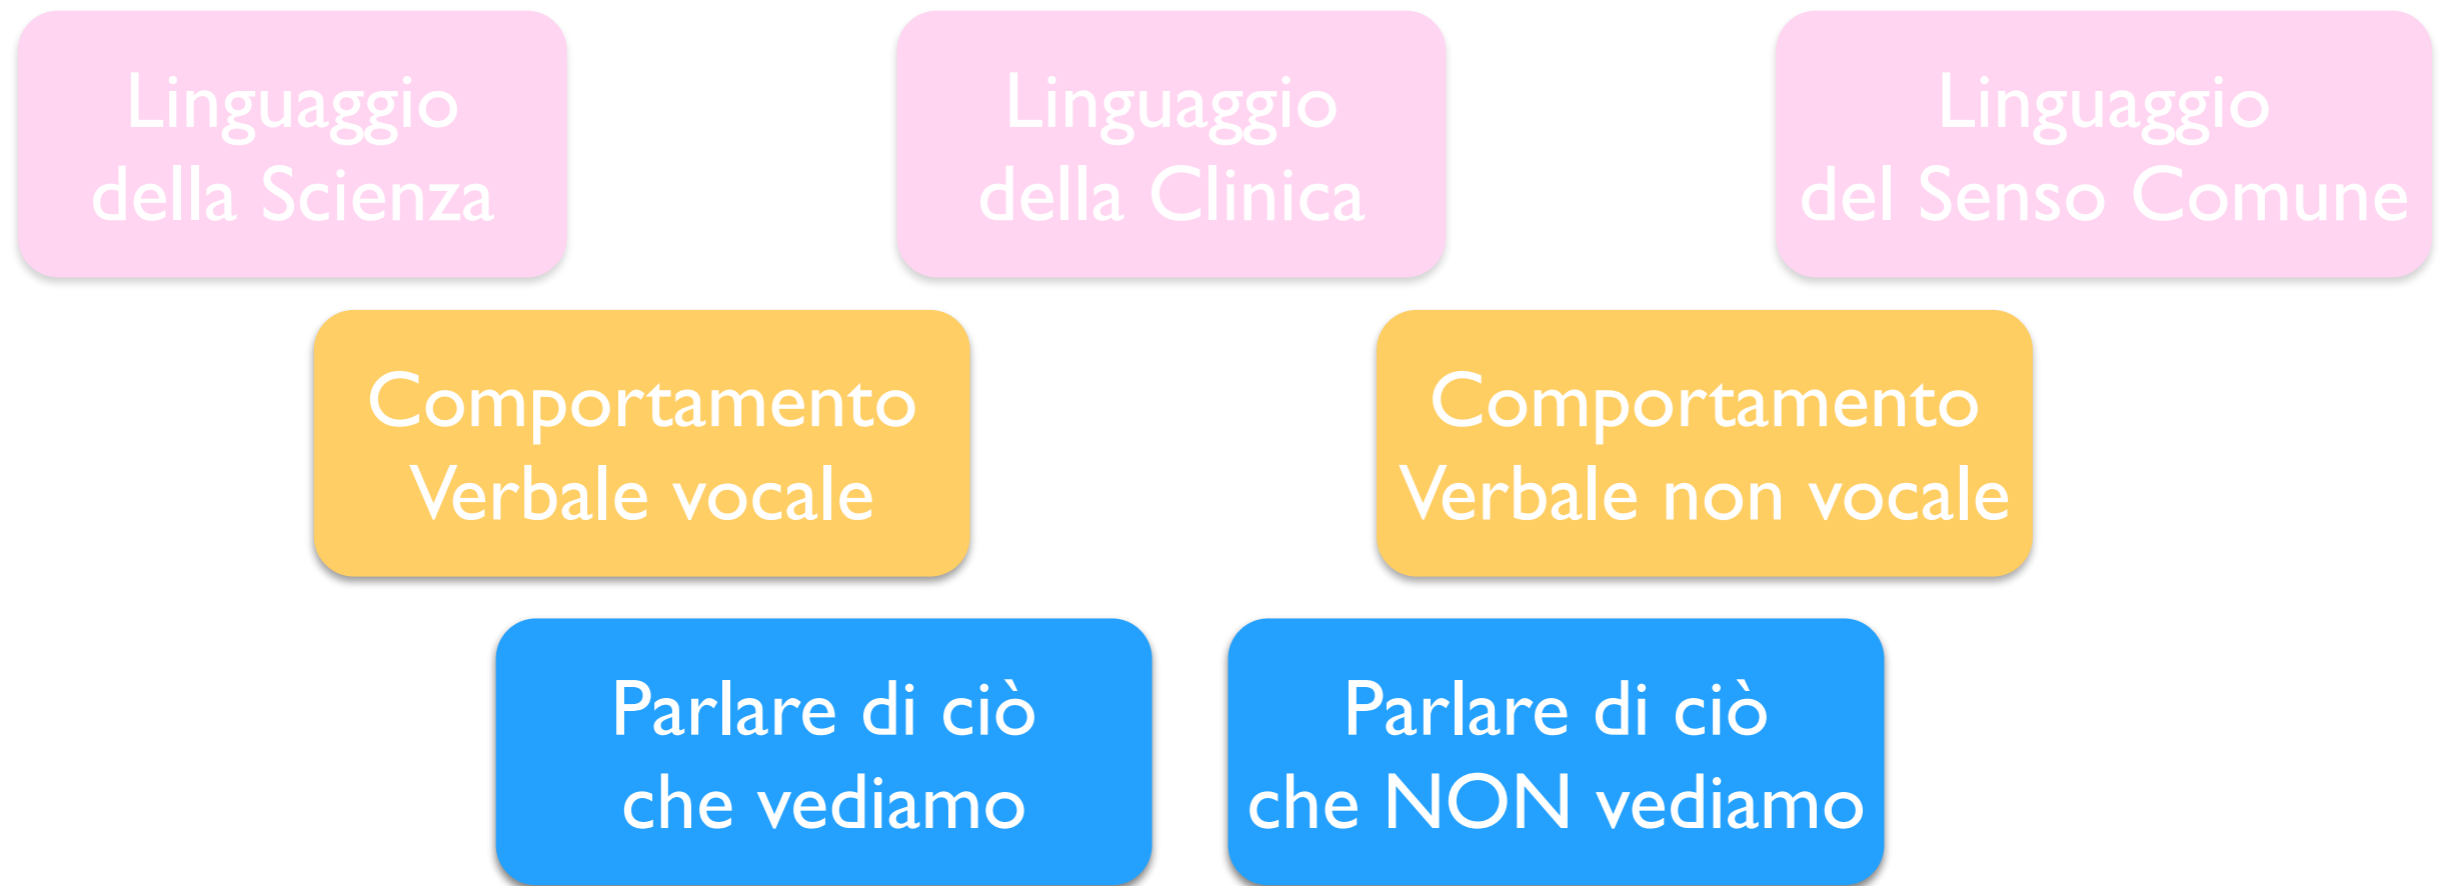 Linguaggio
della Scienza
Linguaggio
della Clinica
Linguaggio
del Senso Comune
Comportamento
Verbale vocale
Comportamento
Verbale non vocale
Parlare di ciò
che vediamo
Parlare di ciò
che NON vediamo